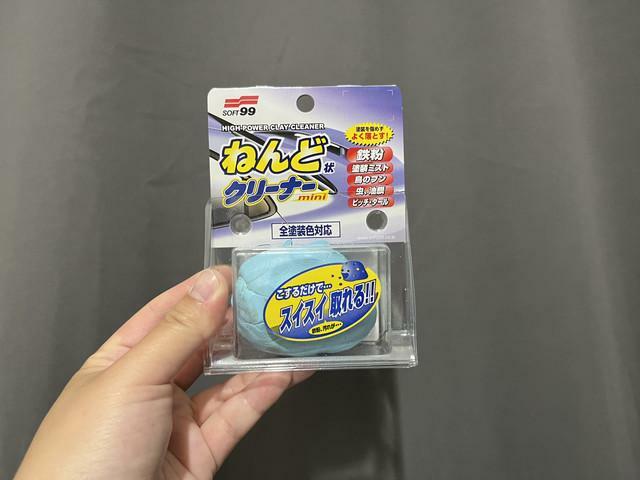 SOFT99
HIGH POWER CLAY CLEANER
ねんど状
クリーナー mini
塗装を傷めず
よく落とす!
鉄粉
塗装ミスト
鳥のフン
虫・油膜
ピッチ・タール
全塗装色対応
こするだけで…
スイスイ取れる!!